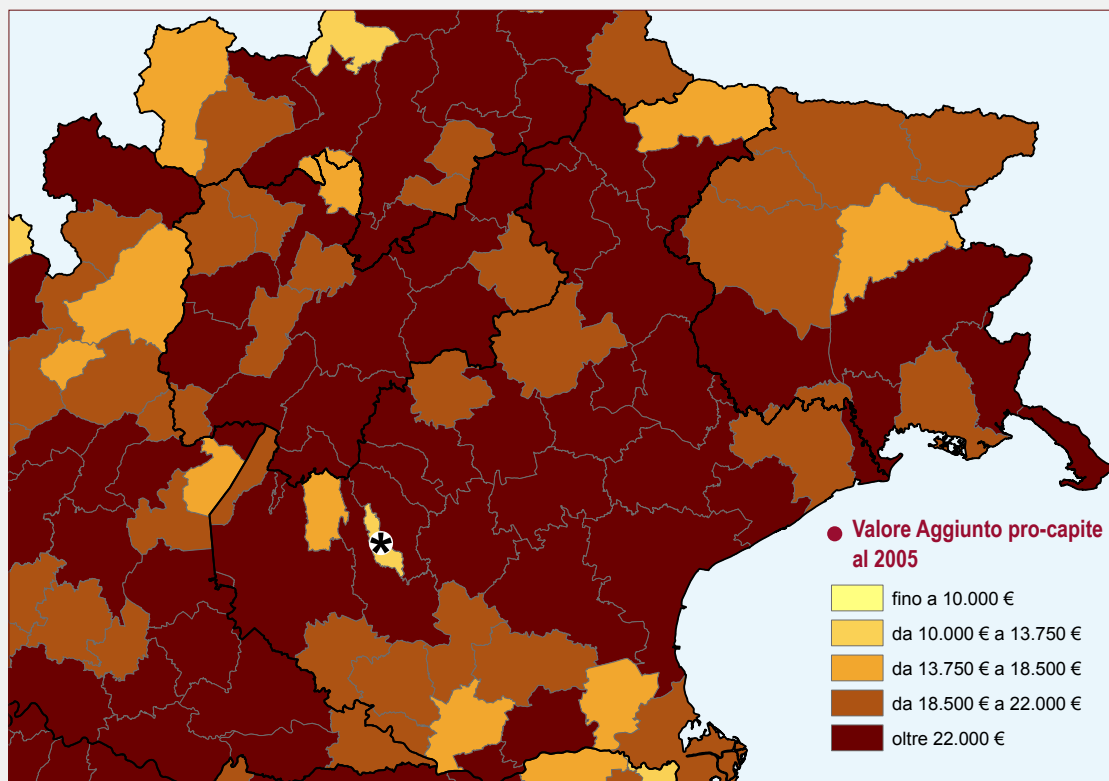 Valore Aggiunto pro-capite
al 2005
fino a 10.000 €
da 10.000 € a 13.750 €
da 13.750 € a 18.500 €
da 18.500 € a 22.000 €
oltre 22.000 €